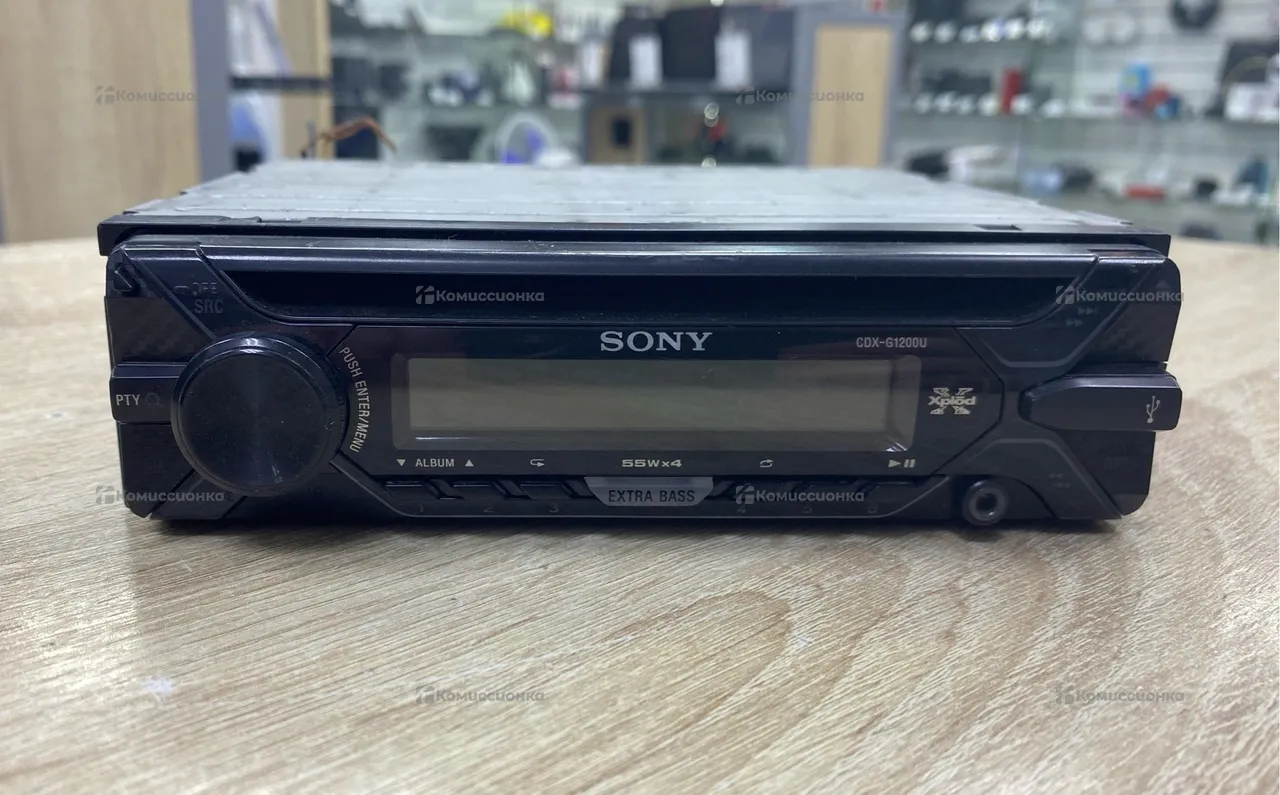 Комиссионка
Комиссионка
OFF
SRC
Комиссионка
Комиссионка
SONY
CDX-G1200U
PUSH ENTER/MENU
PTY
Xplod
▼ ALBUM ▲
55W×4
EXTRA BASS
Комиссионка
Комиссионка
1 2 3 4 5 6
Комиссионка
Комиссионка